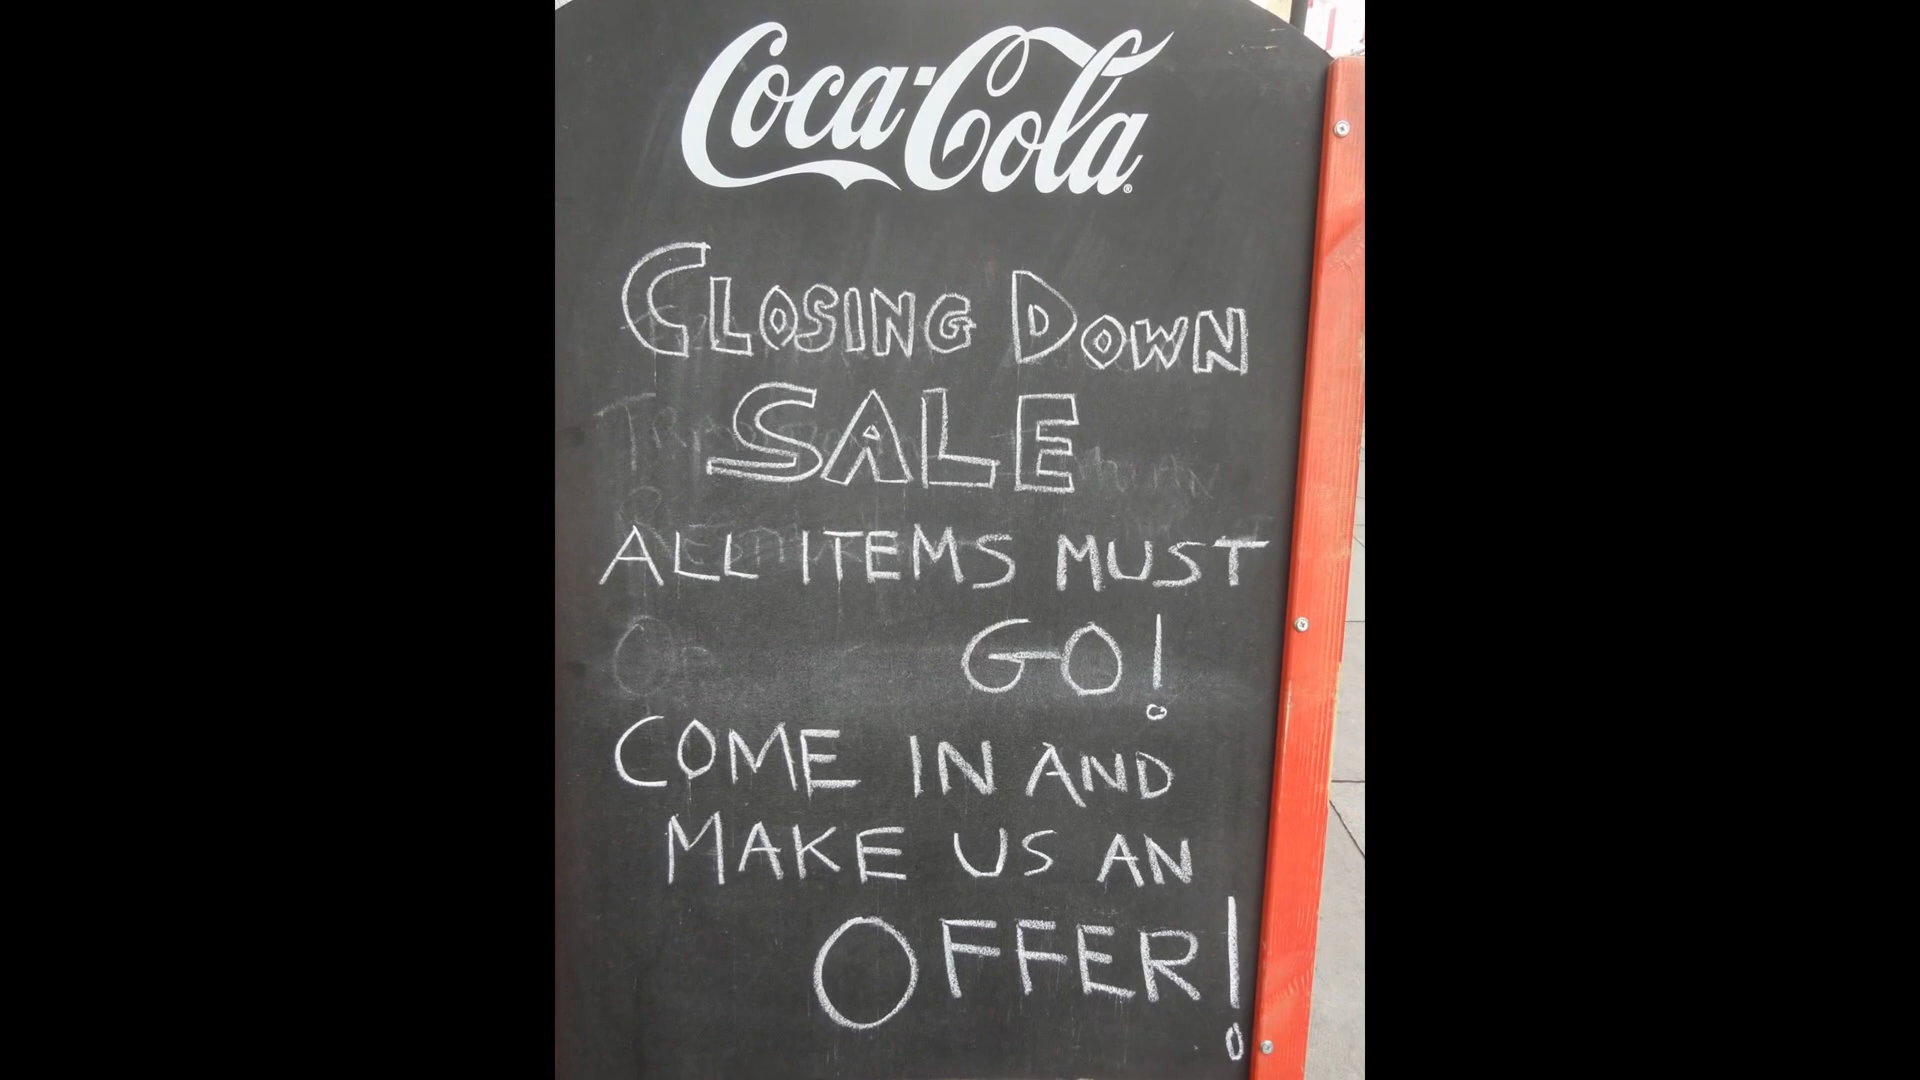 Coca-Cola
CLOSING DOWN
SALE
ALL ITEMS MUST
GO!
COME IN AND
MAKE US AN
OFFER!